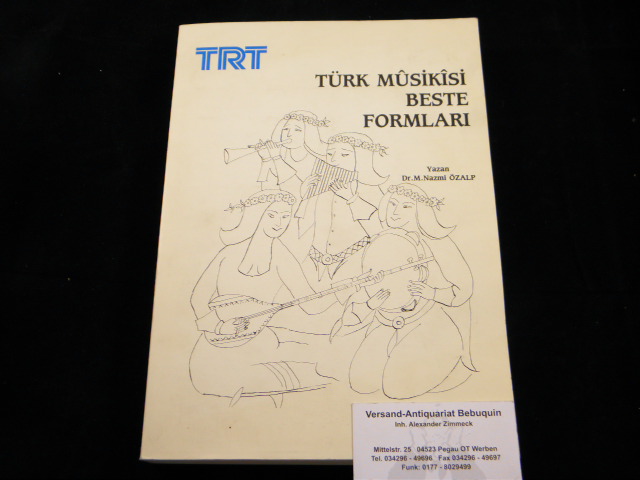 TRT
TÜRK MÛSİKÎSİ
BESTE
FORMLARI
Yazan
Dr.M.Nazmi ÖZALP
Versand-Antiquariat Bebuquin
Inh. Alexander Zimmeck
Mittelstr. 25 04523 Pegau OT Werben
Tel. 034296 - 49696 Fax 034296 - 49697
Funk: 0177 - 8029499